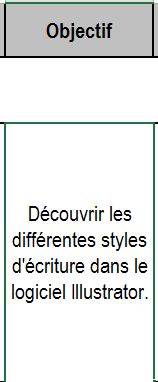 Objectif
Découvrir les
différentes styles
d'écriture dans le
logiciel Illustrator.